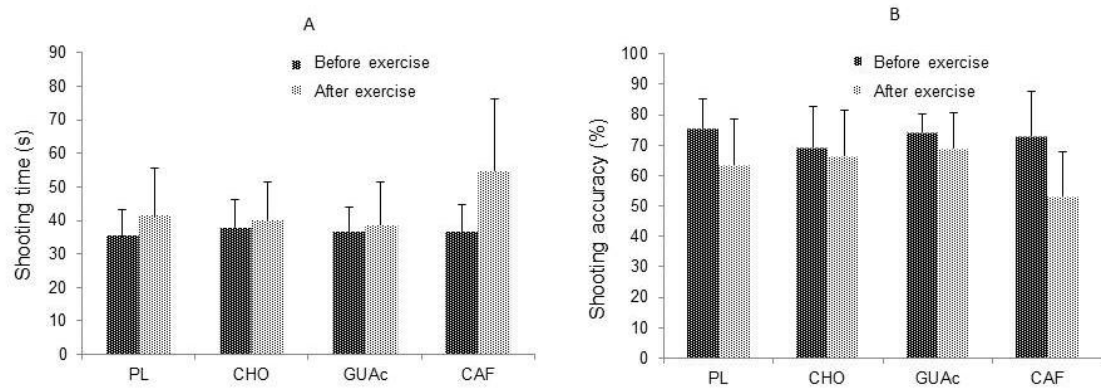 A
Shooting time (s)
90
80
70
60
50
40
30
20
10
0
Before exercise
After exercise
PL CHO GUAc CAF
B
Shooting accuracy (%)
100
90
80
70
60
50
40
30
20
10
0
Before exercise
After exercise
PL CHO GUAc CAF